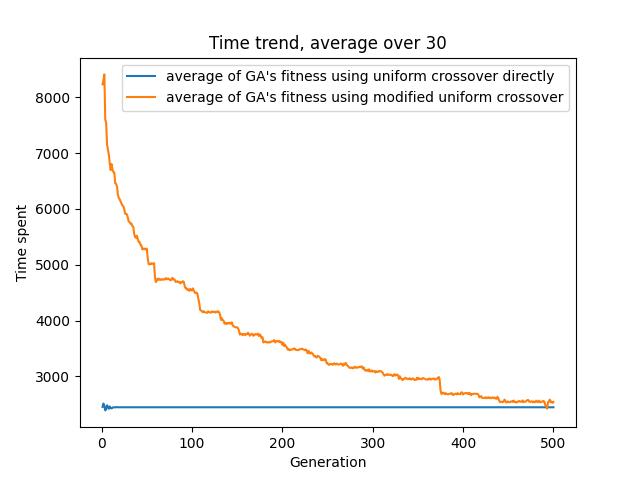 Time trend, average over 30
average of GA's fitness using uniform crossover directly
average of GA's fitness using modified uniform crossover
8000
7000
6000
5000
4000
3000
Time spent
0 100 200 300 400 500
Generation